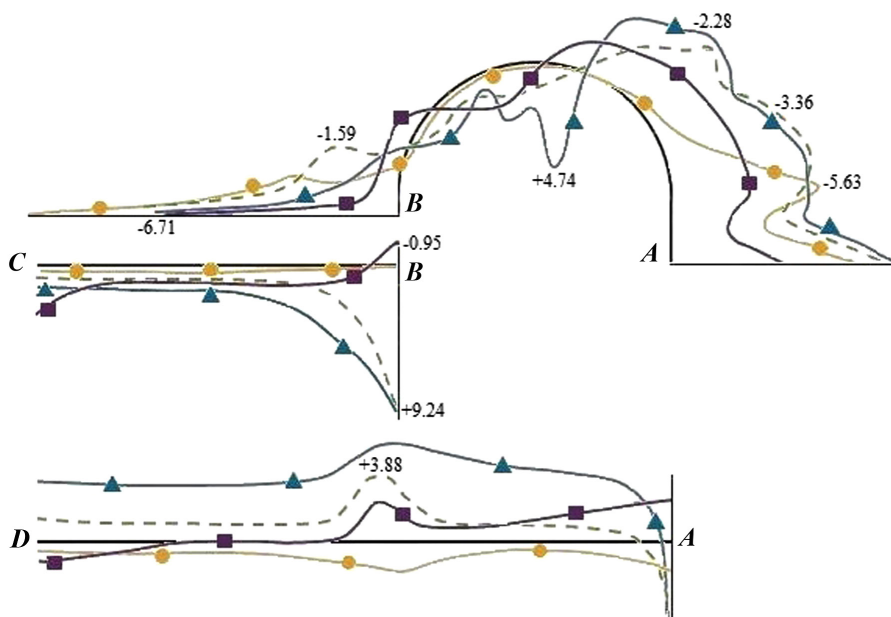 -2.28
-3.36
-1.59
+4.74
-5.63
B
-6.71
-0.95
C
B
A
+9.24
+3.88
D
A